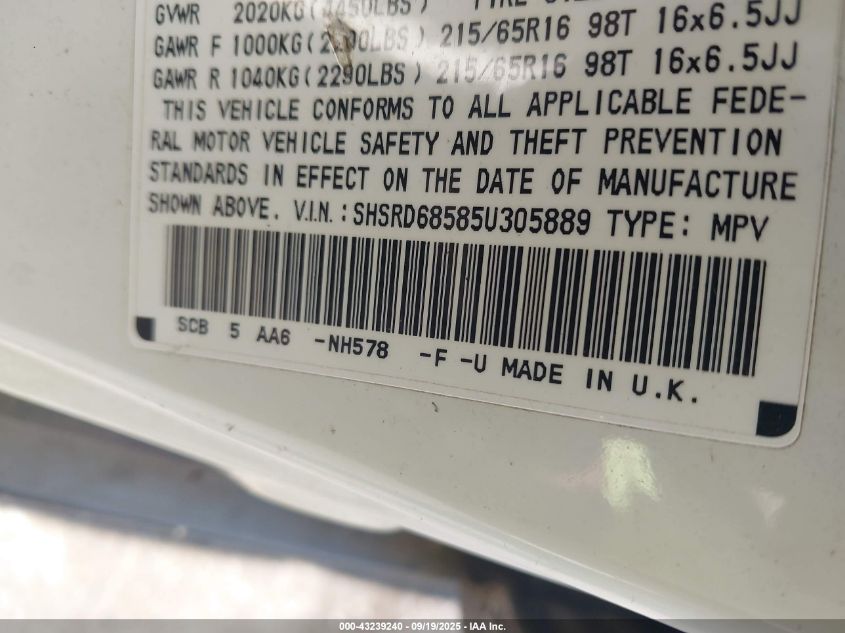 GVWR 2020KG(4450LBS)
GAWR F 1000KG(2200LBS) 215/65R16 98T 16x6.5JJ
GAWR R 1040KG(2290LBS) 215/65R16 98T 16x6.5JJ
THIS VEHICLE CONFORMS TO ALL APPLICABLE FEDE-
RAL MOTOR VEHICLE SAFETY AND THEFT PREVENTION
STANDARDS IN EFFECT ON THE DATE OF MANUFACTURE
SHOWN ABOVE. V.I.N.:SHSRD68585U305889 TYPE: MPV
SCB 5 AA6 -NH578 -F -U MADE IN U.K.
000-43239240 - 09/19/2025 - IAA Inc.